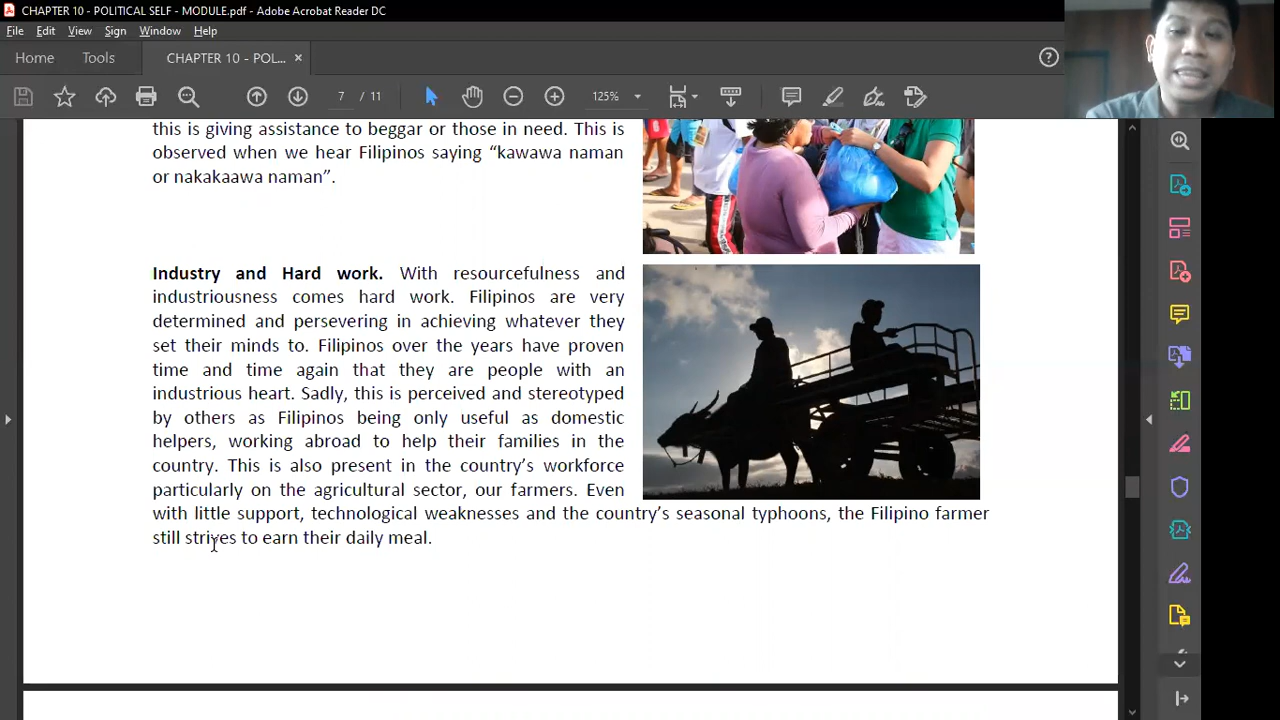 CHAPTER 10 - POLITICAL SELF - MODULE.pdf - Adobe Acrobat Reader DC
File Edit View Sign Window Help
Home Tools CHAPTER 10 - POL... ×
7 / 11 125%
this is giving assistance to beggar or those in need. This is
observed when we hear Filipinos saying “kawawa naman
or nakakaawa naman”.
Industry and Hard work. With resourcefulness and
industriousness comes hard work. Filipinos are very
determined and persevering in achieving whatever they
set their minds to. Filipinos over the years have proven
time and time again that they are people with an
industrious heart. Sadly, this is perceived and stereotyped
by others as Filipinos being only useful as domestic
helpers, working abroad to help their families in the
country. This is also present in the country’s workforce
particularly on the agricultural sector, our farmers. Even
with little support, technological weaknesses and the country’s seasonal typhoons, the Filipino farmer
still strives to earn their daily meal.